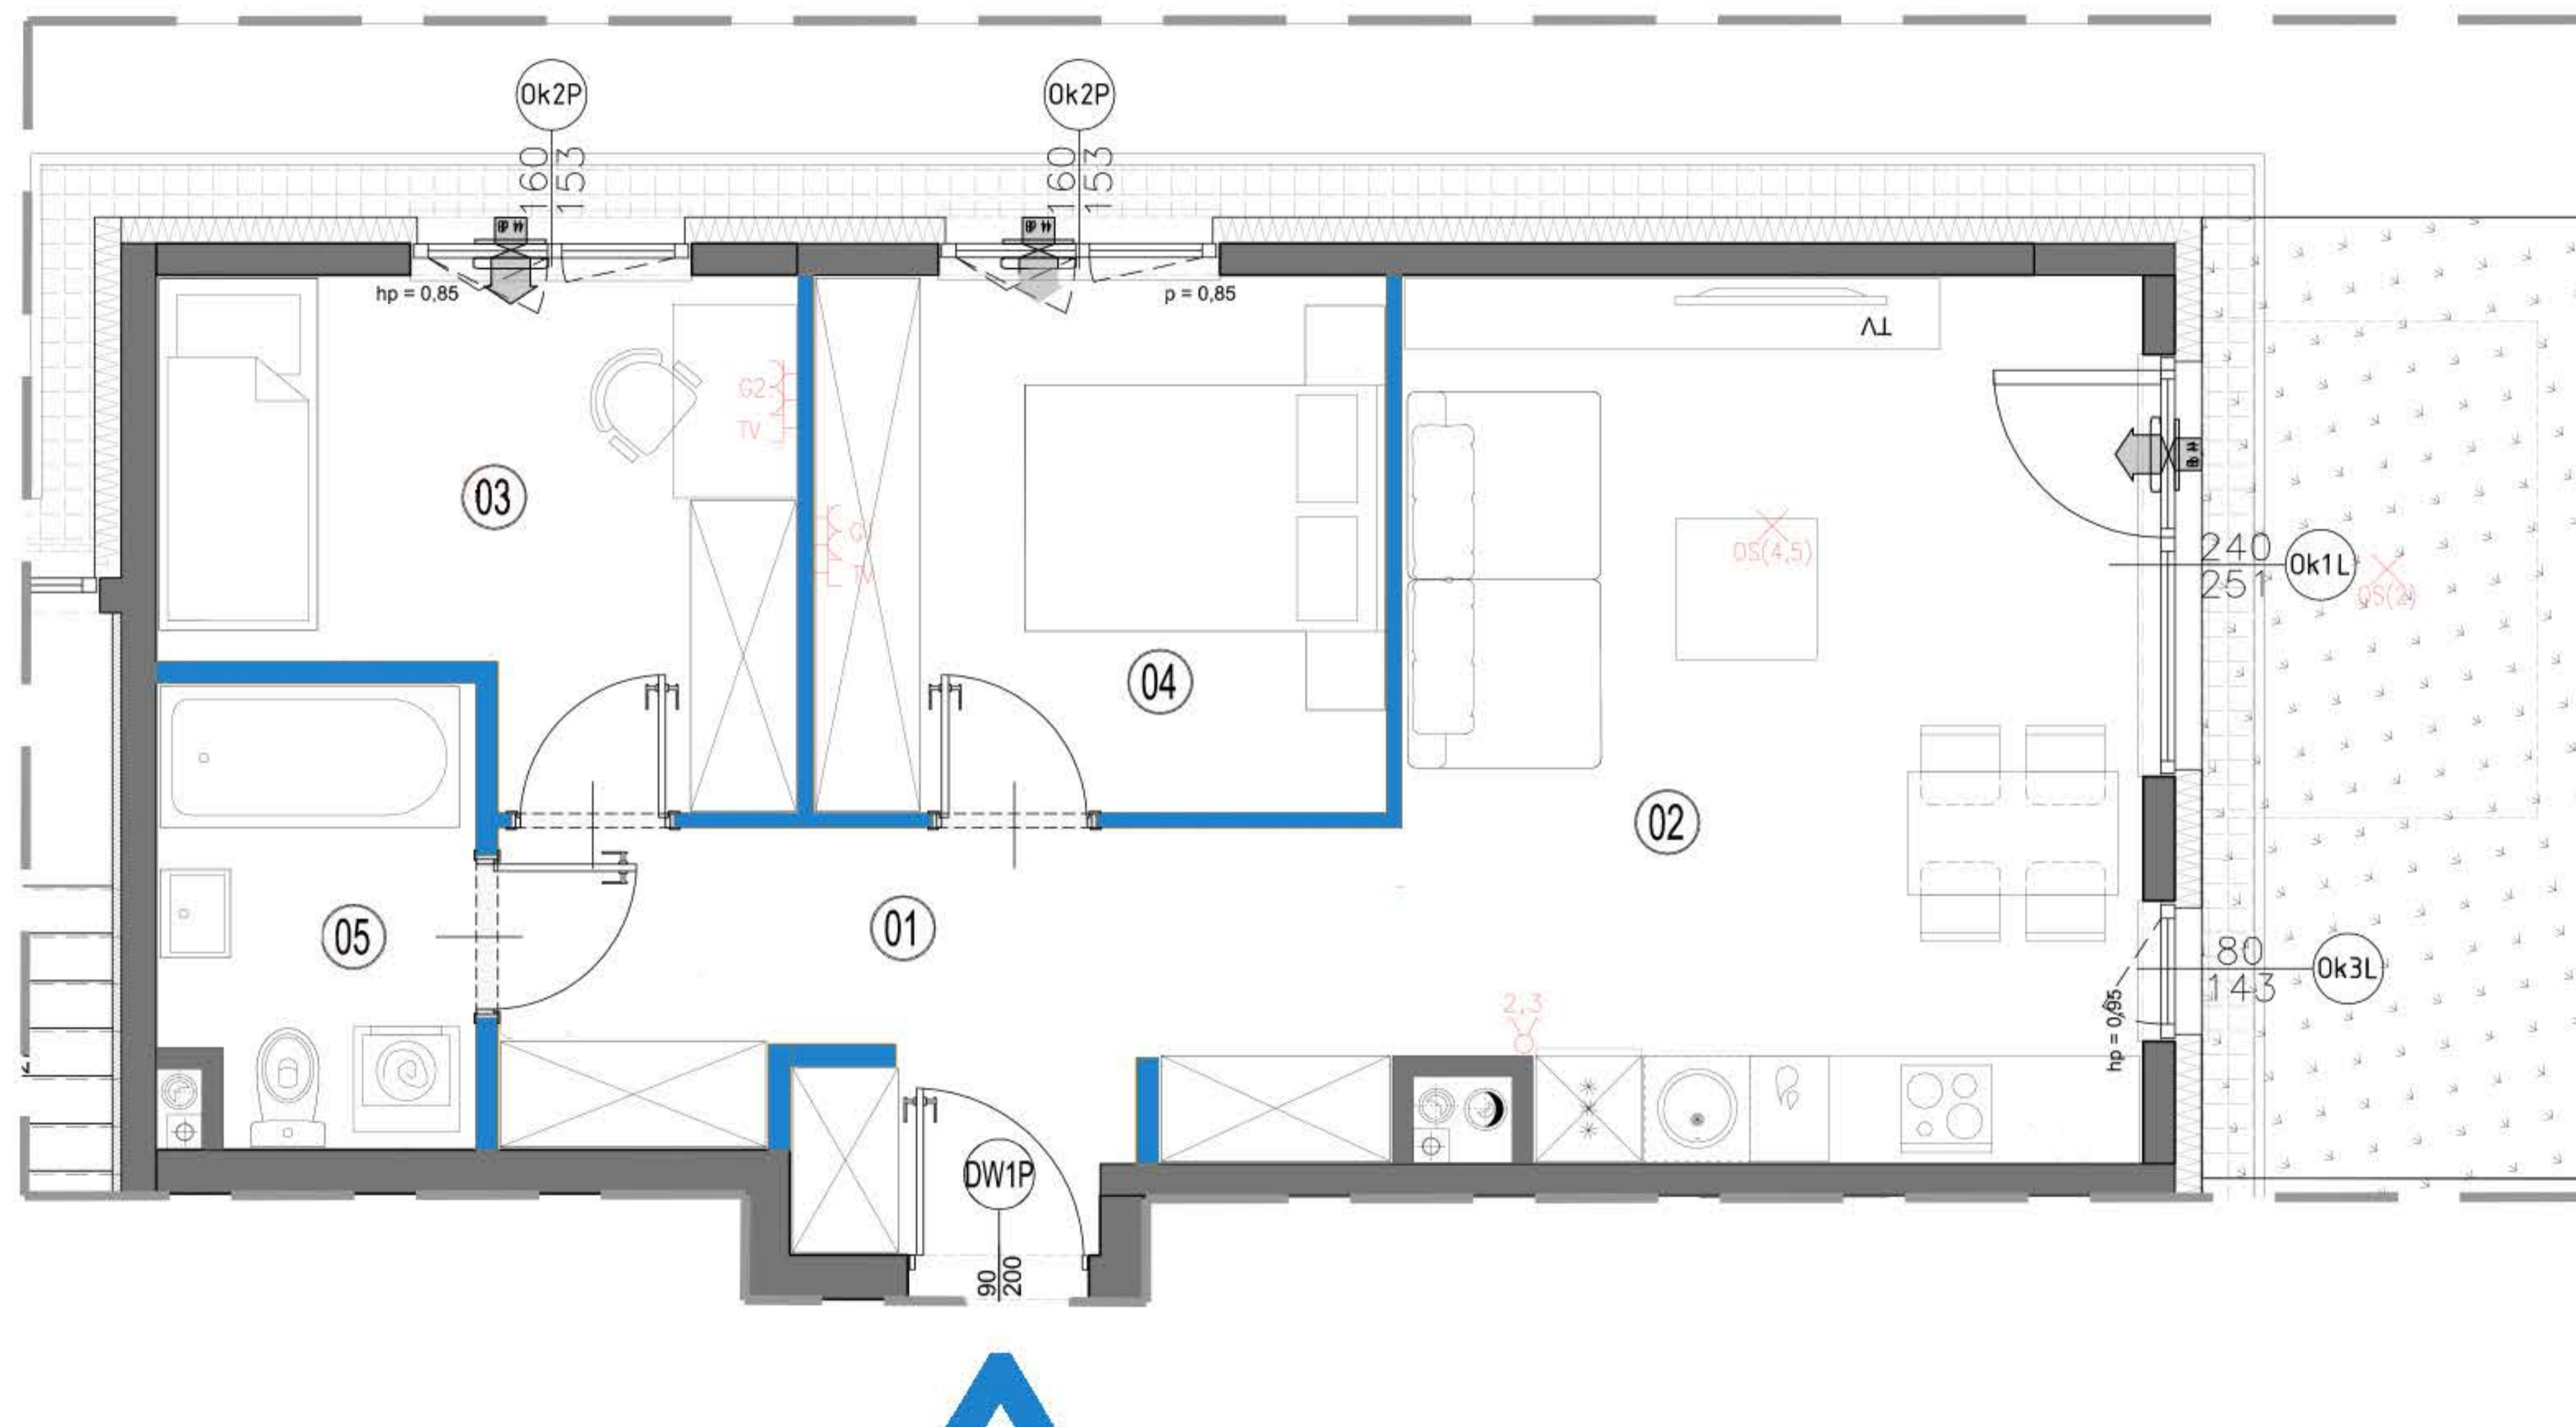 Ok2P
Ok2P
160
153
160
153
hp = 0,85
p = 0,85
TV
G2
TV
03
G1
TV
OS(4,5)
240
251
Ok1L
OS(2)
04
02
01
05
80
143
Ok3L
hp = 0,95
2,3
DW1P
90
200